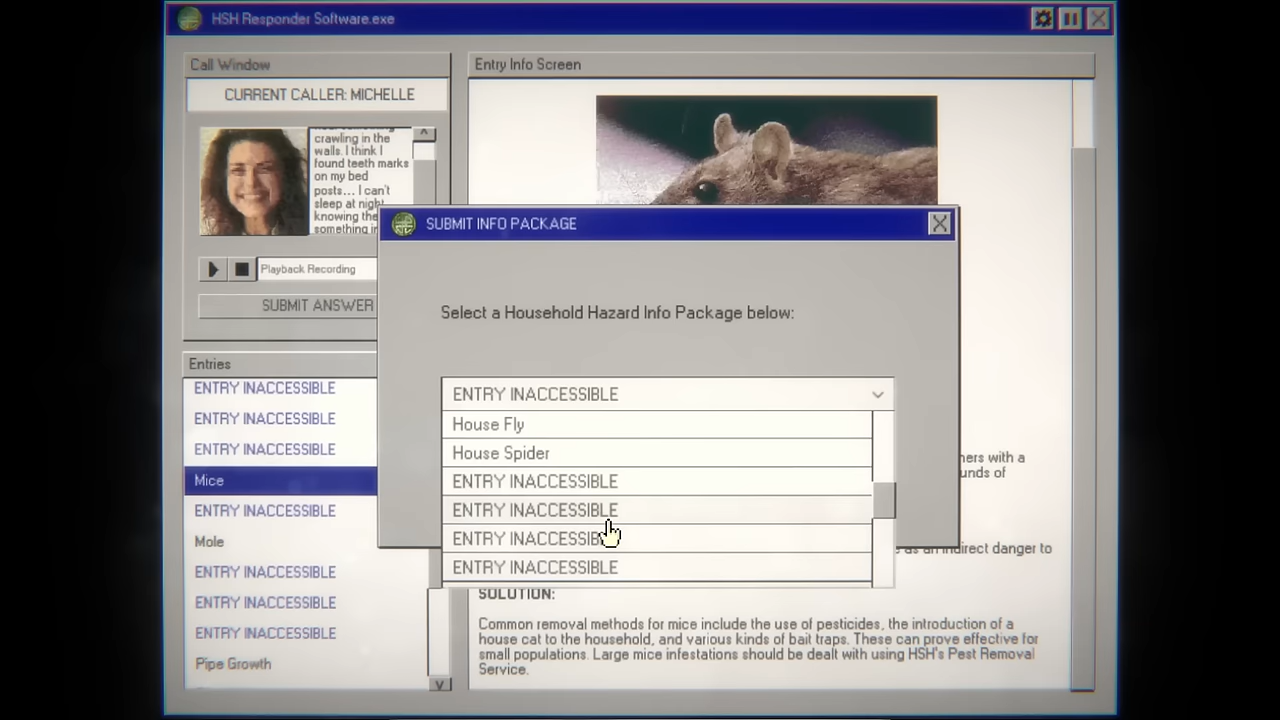 HSH Responder Software.exe
Call Window
CURRENT CALLER: MICHELLE
crawling in the
walls. I think I
found teeth marks
on my bed
posts... I can't
sleep at night
knowing the
something in
Playback Recording
SUBMIT ANSWER
Entries
ENTRY INACCESSIBLE
ENTRY INACCESSIBLE
ENTRY INACCESSIBLE
Mice
ENTRY INACCESSIBLE
Mole
ENTRY INACCESSIBLE
ENTRY INACCESSIBLE
ENTRY INACCESSIBLE
Pipe Growth
Entry Info Screen
SUBMIT INFO PACKAGE
Select a Household Hazard Info Package below:
ENTRY INACCESSIBLE
House Fly
House Spider
ENTRY INACCESSIBLE
ENTRY INACCESSIBLE
ENTRY INACCESSIBLE
ENTRY INACCESSIBLE
with a
of
as an indirect danger to
SOLUTION:
Common removal methods for mice include the use of pesticides, the introduction of a
house cat to the household, and various kinds of bait traps. These can prove effective for
small populations. Large mice infestations should be dealt with using HSH's Pest Removal
Service.